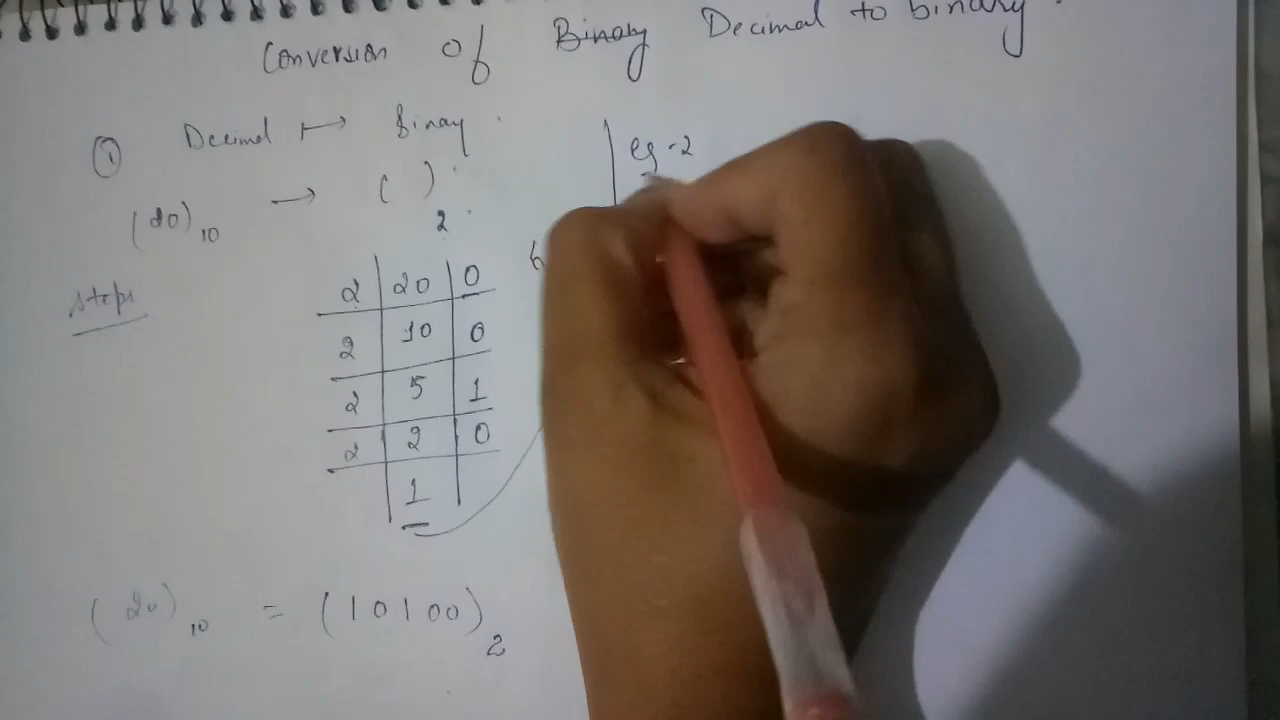 Conversion of Binary Decimal to binary.
① Decimal ↦ Binay.
(20)10 → ( )2.
steps
2 | 20 | 0
2 | 10 | 0
2 | 5 | 1
2 | 2 | 0
1
(20)10 = (10100)2
eg-2